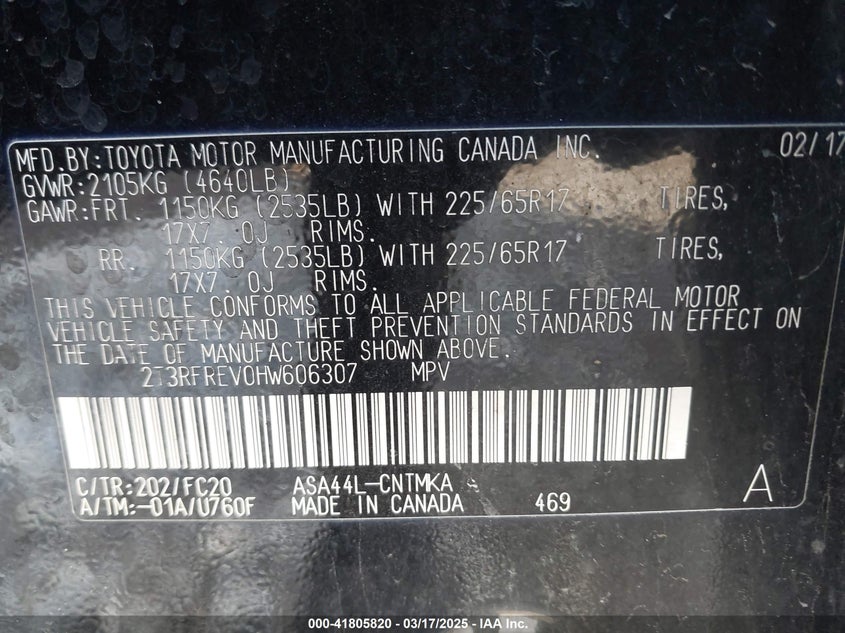 MFD.BY:TOYOTA MOTOR MANUFACTURING CANADA INC. 02/17
GVWR:2105KG (4640LB)
GAWR:FRT. 1150KG (2535LB) WITH 225/65R17 TIRES,
17X7.0J RIMS.
RR. 1150KG (2535LB) WITH 225/65R17 TIRES,
17X7.0J RIMS.
THIS VEHICLE CONFORMS TO ALL APPLICABLE FEDERAL MOTOR
VEHICLE SAFETY AND THEFT PREVENTION STANDARDS IN EFFECT ON
THE DATE OF MANUFACTURE SHOWN ABOVE.
2T3RFREV0HW606307 MPV
C/TR:202/FC20 ASA44L-CNTMKA
A/TM:-01A/U760F MADE IN CANADA 469 A
000-41805820 — 03/17/2025 — IAA Inc.